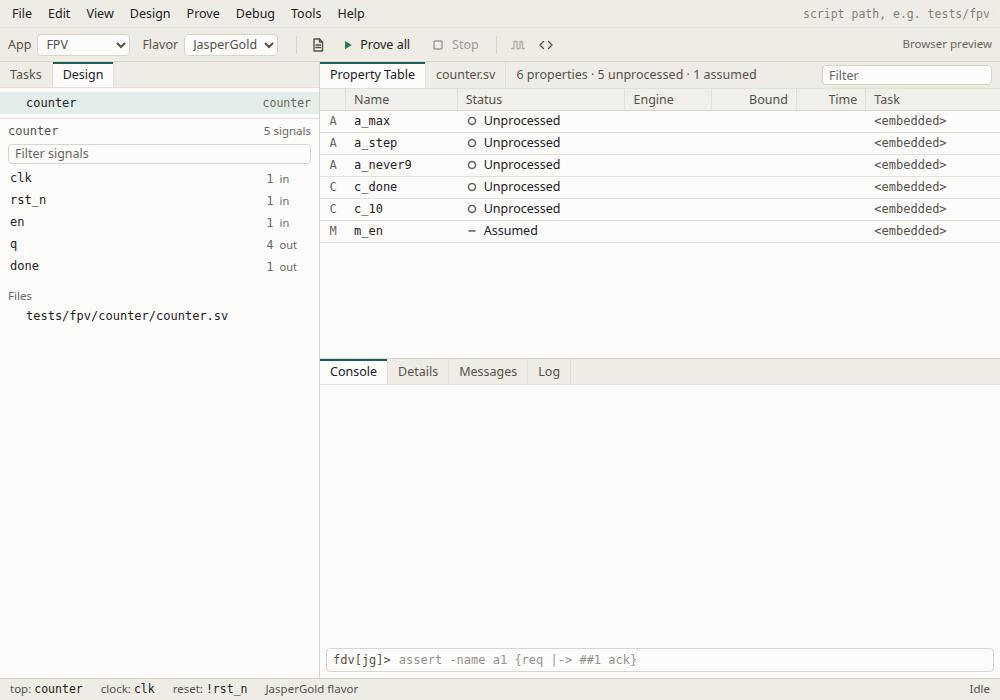 File Edit View Design Prove Debug Tools Help script path, e.g. tests/fpv
App FPV Flavor JasperGold Prove all Stop Browser preview
Tasks Design
counter counter
counter 5 signals
Filter signals
clk 1 in
rst_n 1 in
en 1 in
q 4 out
done 1 out
Files
tests/fpv/counter/counter.sv
Property Table counter.sv 6 properties · 5 unprocessed · 1 assumed Filter
Name Status Engine Bound Time Task
A a_max Unprocessed <embedded>
A a_step Unprocessed <embedded>
A a_never9 Unprocessed <embedded>
C c_done Unprocessed <embedded>
C c_10 Unprocessed <embedded>
M m_en Assumed <embedded>
Console Details Messages Log
fdv[jg]> assert -name a1 {req |-> ##1 ack}
top: counter clock: clk reset: !rst_n JasperGold flavor Idle